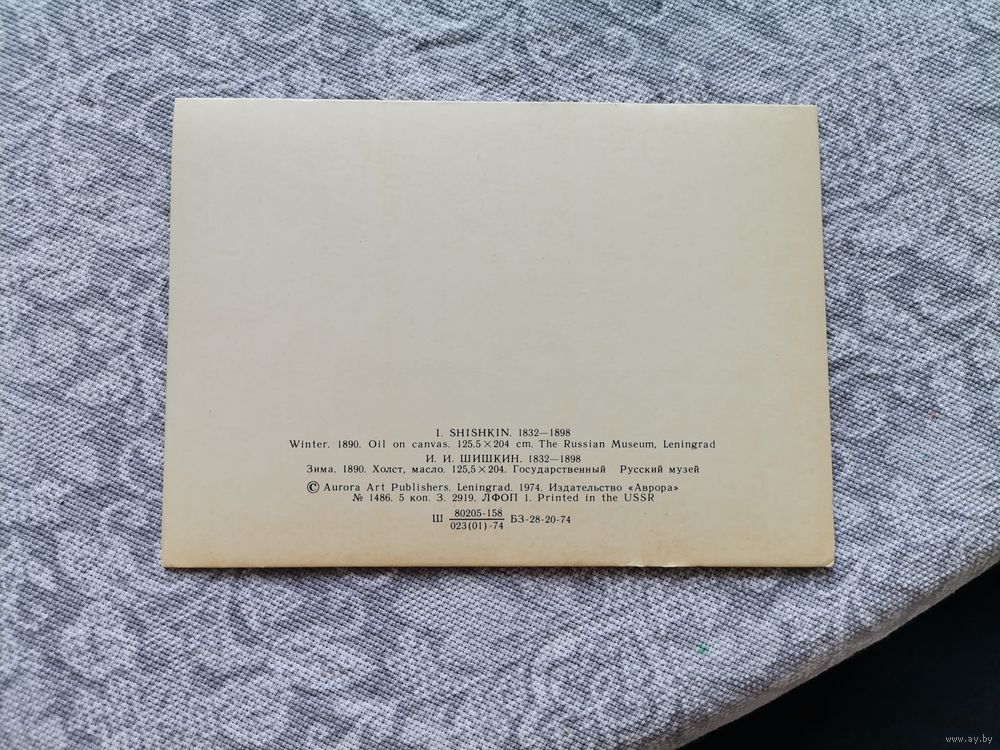 I. SHISHKIN. 1832—1898
Winter. 1890. Oil on canvas. 125.5×204 cm. The Russian Museum, Leningrad
И. И. ШИШКИН. 1832—1898
Зима. 1890. Холст, масло. 125,5×204. Государственный Русский музей
© Aurora Art Publishers. Leningrad. 1974. Издательство «Аврора»
№ 1486. 5 коп. З. 2919. ЛФОП 1. Printed in the USSR
Ш 80205-158 БЗ-28-20-74
023(01)-74
www.ay.by